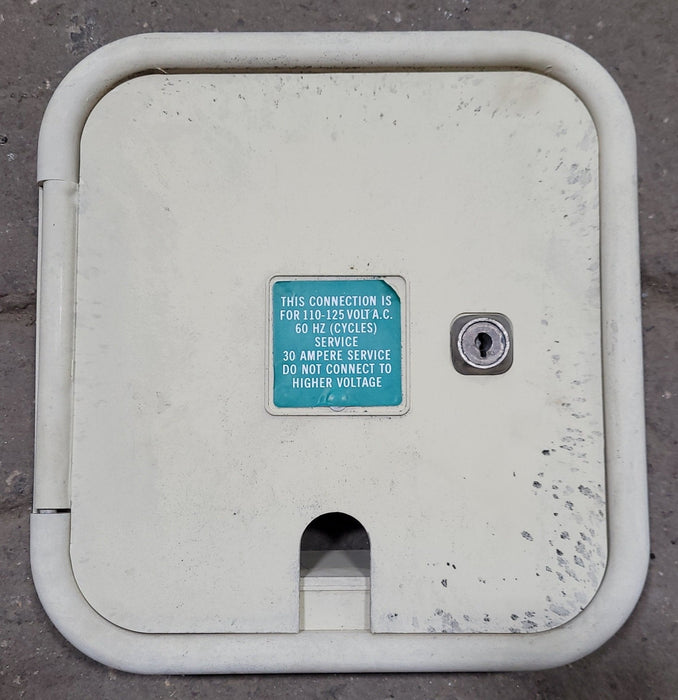 THIS CONNECTION IS
FOR 110-125 VOLT A.C.
60 HZ (CYCLES)
SERVICE
30 AMPERE SERVICE
DO NOT CONNECT TO
HIGHER VOLTAGE